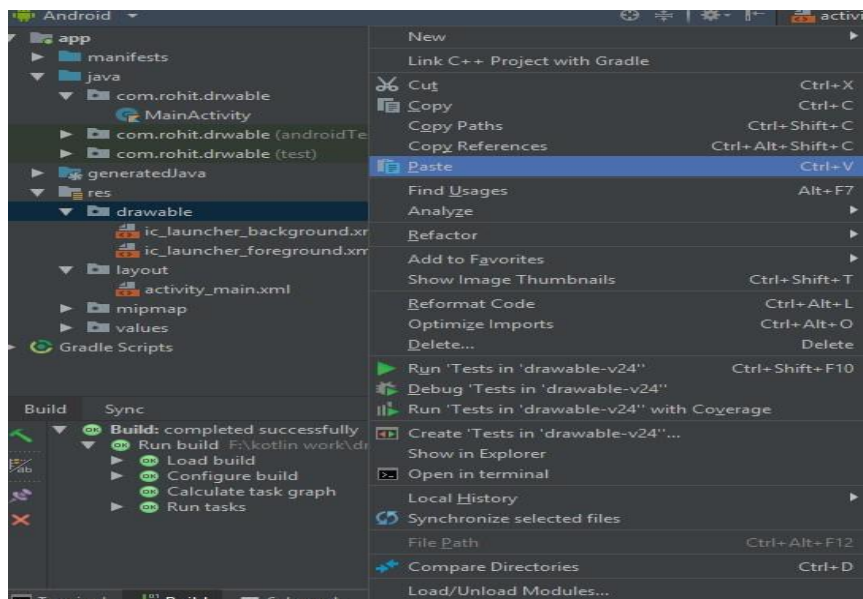 Android
activi
app
manifests
java
com.rohit.drwable
MainActivity
com.rohit.drwable (androidTe
com.rohit.drwable (test)
generatedJava
res
drawable
ic_launcher_background.xr
ic_launcher_foreground.xm
layout
activity_main.xml
mipmap
values
Gradle Scripts
Build Sync
Build: completed successfully
Run build F:\kotlin work\dr
Load build
Configure build
Calculate task graph
Run tasks
New
Link C++ Project with Gradle
Cut Ctrl+X
Copy Ctrl+C
Copy Paths Ctrl+Shift+C
Copy References Ctrl+Alt+Shift+C
Paste Ctrl+V
Find Usages Alt+F7
Analyze
Refactor
Add to Favorites
Show Image Thumbnails Ctrl+Shift+T
Reformat Code Ctrl+Alt+L
Optimize Imports Ctrl+Alt+O
Delete... Delete
Run 'Tests in 'drawable-v24'' Ctrl+Shift+F10
Debug 'Tests in 'drawable-v24''
Run 'Tests in 'drawable-v24'' with Coverage
Create 'Tests in 'drawable-v24''...
Show in Explorer
Open in terminal
Local History
Synchronize selected files
File Path Ctrl+Alt+F12
Compare Directories Ctrl+D
Load/Unload Modules...